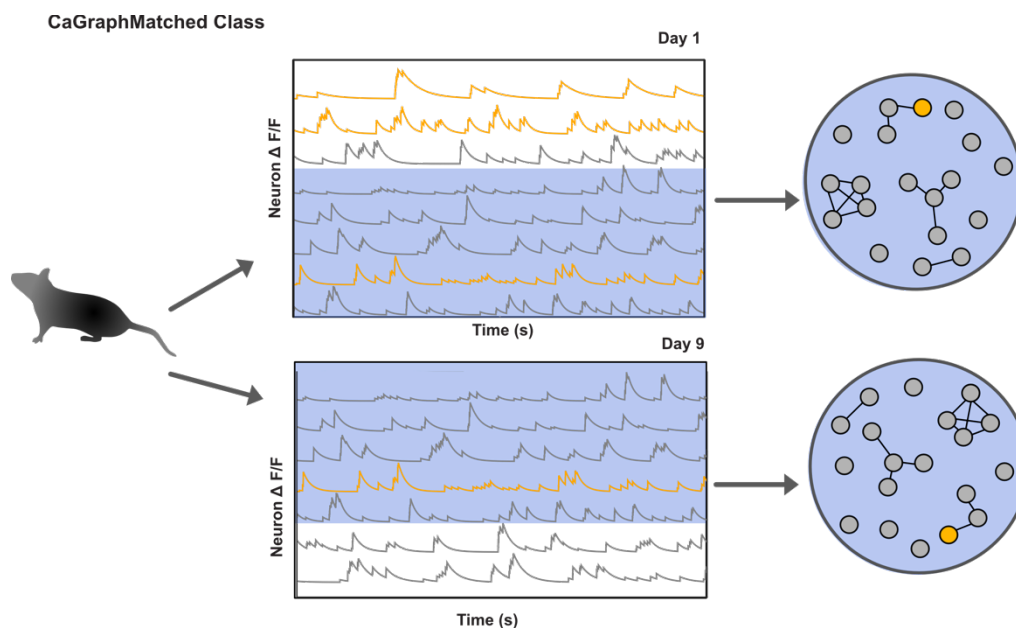 CaGraphMatched Class
Day 1
Neuron Δ F/F
Time (s)
Day 9
Neuron Δ F/F
Time (s)